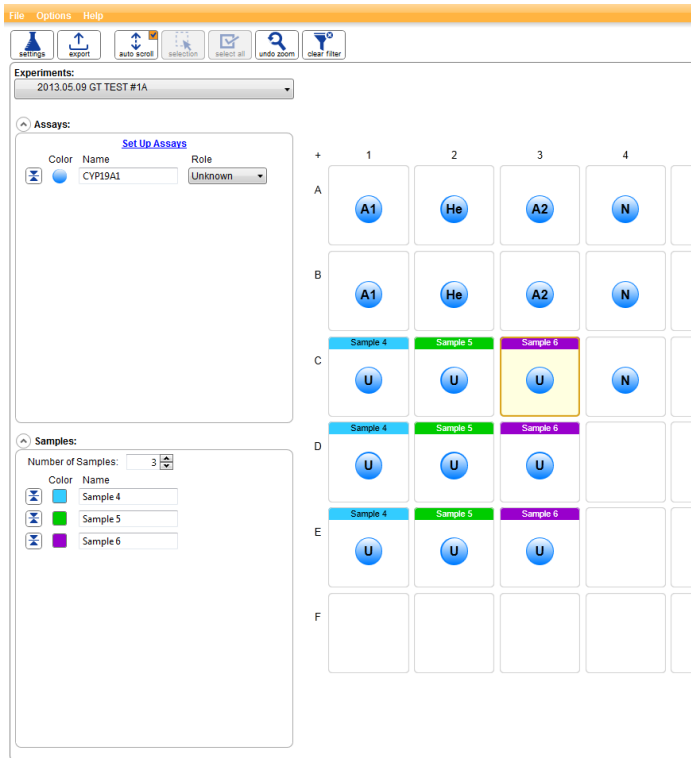 File Options Help
settings export auto scroll selection select all undo zoom clear filter
Experiments:
2013.05.09 GT TEST #1A
Assays:
Set Up Assays
Color Name Role
CYP19A1 Unknown
Samples:
Number of Samples: 3
Color Name
Sample 4
Sample 5
Sample 6
+ 1 2 3 4
A
A1 He A2 N
B
A1 He A2 N
Sample 4 Sample 5 Sample 6
C
U U U N
Sample 4 Sample 5 Sample 6
D
U U U
Sample 4 Sample 5 Sample 6
E
U U U
F